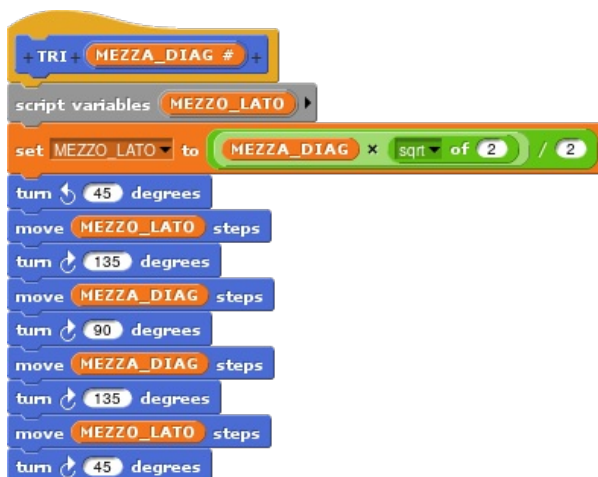 + TRI + MEZZA_DIAG # +
script variables MEZZO_LATO
set MEZZO_LATO to MEZZA_DIAG × sqrt of 2 / 2
turn 45 degrees
move MEZZO_LATO steps
turn 135 degrees
move MEZZA_DIAG steps
turn 90 degrees
move MEZZA_DIAG steps
turn 135 degrees
move MEZZO_LATO steps
turn 45 degrees